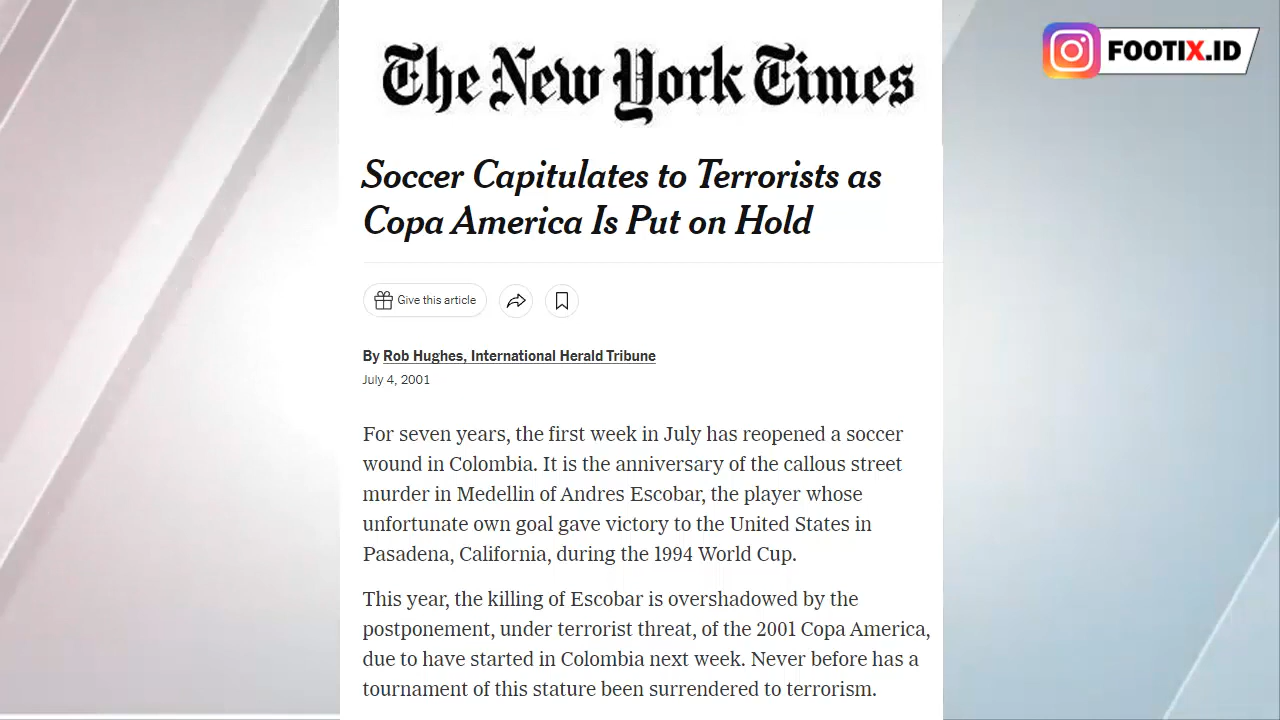 FOOTIX.ID
The New York Times
Soccer Capitulates to Terrorists as
Copa America Is Put on Hold
Give this article
By Rob Hughes, International Herald Tribune
July 4, 2001
For seven years, the first week in July has reopened a soccer
wound in Colombia. It is the anniversary of the callous street
murder in Medellin of Andres Escobar, the player whose
unfortunate own goal gave victory to the United States in
Pasadena, California, during the 1994 World Cup.
This year, the killing of Escobar is overshadowed by the
postponement, under terrorist threat, of the 2001 Copa America,
due to have started in Colombia next week. Never before has a
tournament of this stature been surrendered to terrorism.